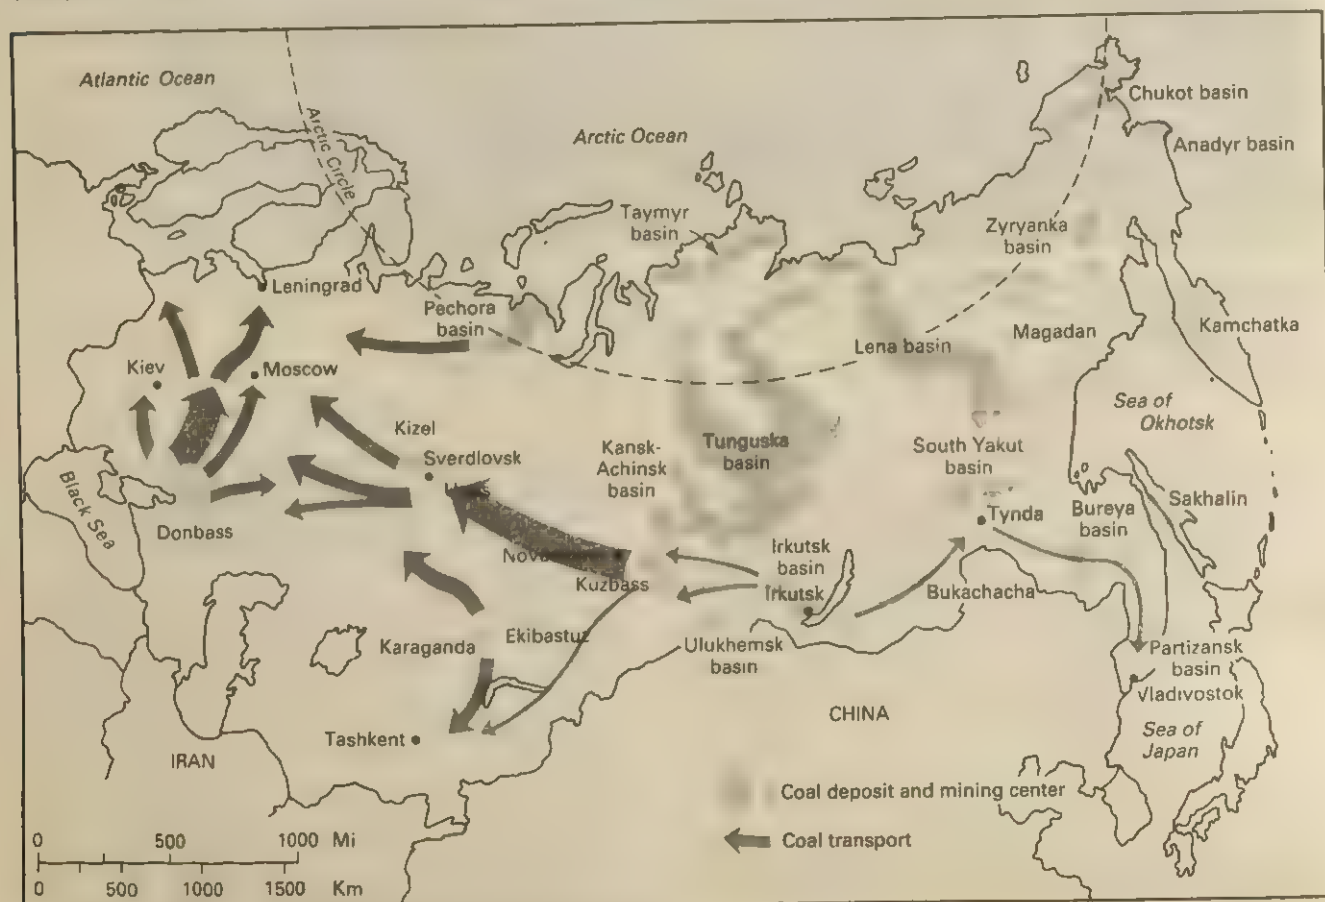 Atlantic Ocean
Arctic Circle
Arctic Ocean
Chukot basin
Anadyr basin
Taymyr
basin
Zyryanka
basin
Leningrad
Pechora
basin
Lena basin
Magadan
Kamchatka
Kiev
Moscow
Sea of
Okhotsk
Kizel
Sverdlovsk
Kansk-
Achinsk
basin
Tunguska
basin
South Yakut
basin
Black Sea
Donbass
Tynda
Bureya
basin
Sakhalin
Kuzbass
Irkutsk
basin
Irkutsk
Bukachacha
Karaganda
Ekibastuz
Ulukhemsk
basin
Partizansk
basin
Vladivostok
CHINA
Sea of
Japan
Tashkent
IRAN
Coal deposit and mining center
Coal transport
0 500 1000 Mi
0 500 1000 1500 Km